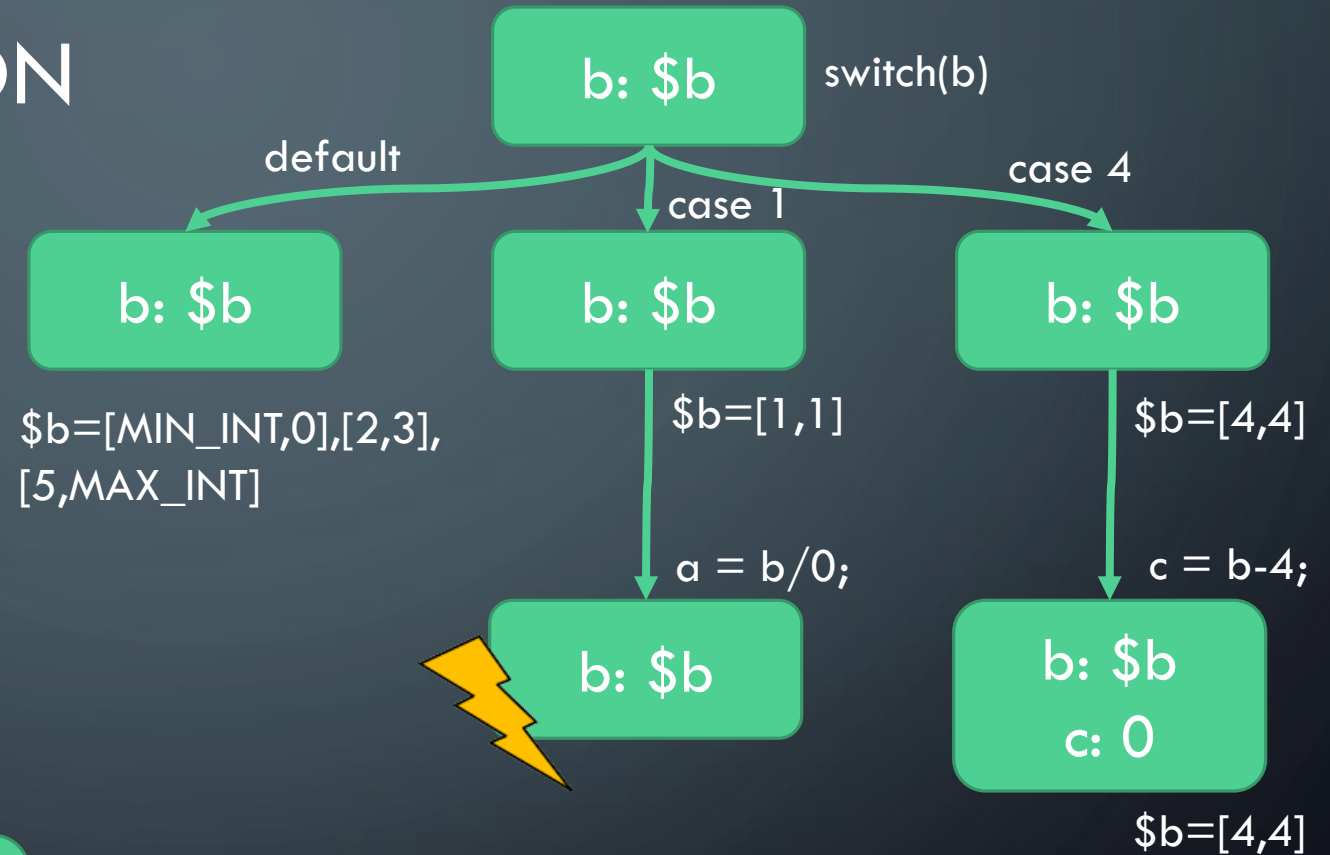 ON
b: $b
switch(b)
default
case 1
case 4
b: $b
b: $b
b: $b
$b=[MIN_INT,0],[2,3],
[5,MAX_INT]
$b=[1,1]
$b=[4,4]
a = b/0;
c = b-4;
b: $b
b: $b
c: 0
$b=[4,4]